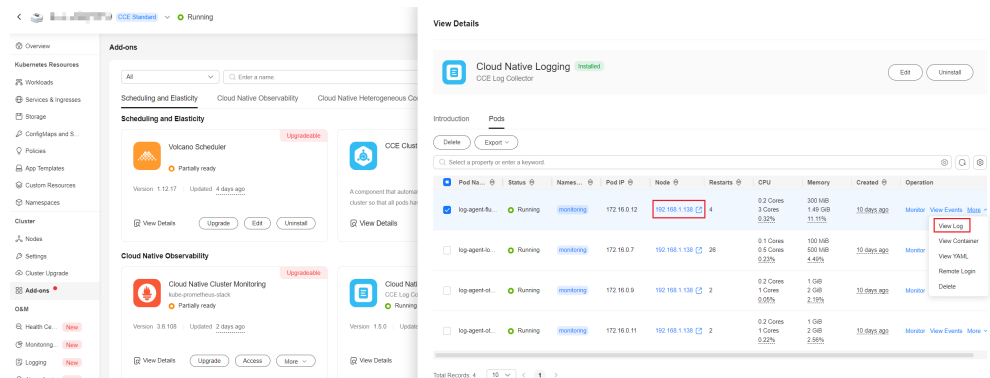 CCE Standard Running
Overview
Kubernetes Resources
Workloads
Services & Ingresses
Storage
ConfigMaps and S...
Policies
App Templates
Custom Resources
Namespaces
Cluster
Nodes
Settings
Cluster Upgrade
Add-ons
O&M
Health Ce... New
Monitoring... New
Logging New
Add-ons
All Enter a name.
Scheduling and Elasticity Cloud Native Observability Cloud Native Heterogeneous Co
Scheduling and Elasticity
Upgradeable
Volcano Scheduler
Partially ready
Version 1.12.17 Updated 4 days ago
View Details Upgrade Edit Uninstall
CCE Clust
A component that automa
cluster so that all pods hav
View Details
Cloud Native Observability
Upgradeable
Cloud Native Cluster Monitoring
kube-prometheus-stack
Partially ready
Version 3.6.108 Updated 2 days ago
View Details Upgrade Access More
Cloud Nati
CCE Log Co
Running
Version 1.5.0 Update
View Details
View Details
Cloud Native Logging Installed
CCE Log Collector
Edit Uninstall
Introduction Pods
Delete Export
Select a property or enter a keyword.
Pod Na... Status Names... Pod IP Node Restarts CPU Memory Created Operation
log-agent-flu... Running monitoring 172.16.0.12 192.168.1.138 4 0.2 Cores 300 MiB 10 days ago Monitor View Events More
3 Cores 1.49 GiB
0.32% 11.11%
View Log
View Container
View YAML
Remote Login
Delete
log-agent-lo... Running monitoring 172.16.0.7 192.168.1.138 26 0.1 Cores 100 MiB 10 days ago Monitor
0.5 Cores 500 MiB
0.23% 4.49%
log-agent-ot... Running monitoring 172.16.0.9 192.168.1.138 2 0.2 Cores 1 GiB 10 days ago Monitor
1 Cores 2 GiB
0.05% 2.19%
log-agent-ot... Running monitoring 172.16.0.11 192.168.1.138 2 0.2 Cores 1 GiB 10 days ago Monitor View Events More
1 Cores 2 GiB
0.22% 2.56%
Total Records: 4 10 1